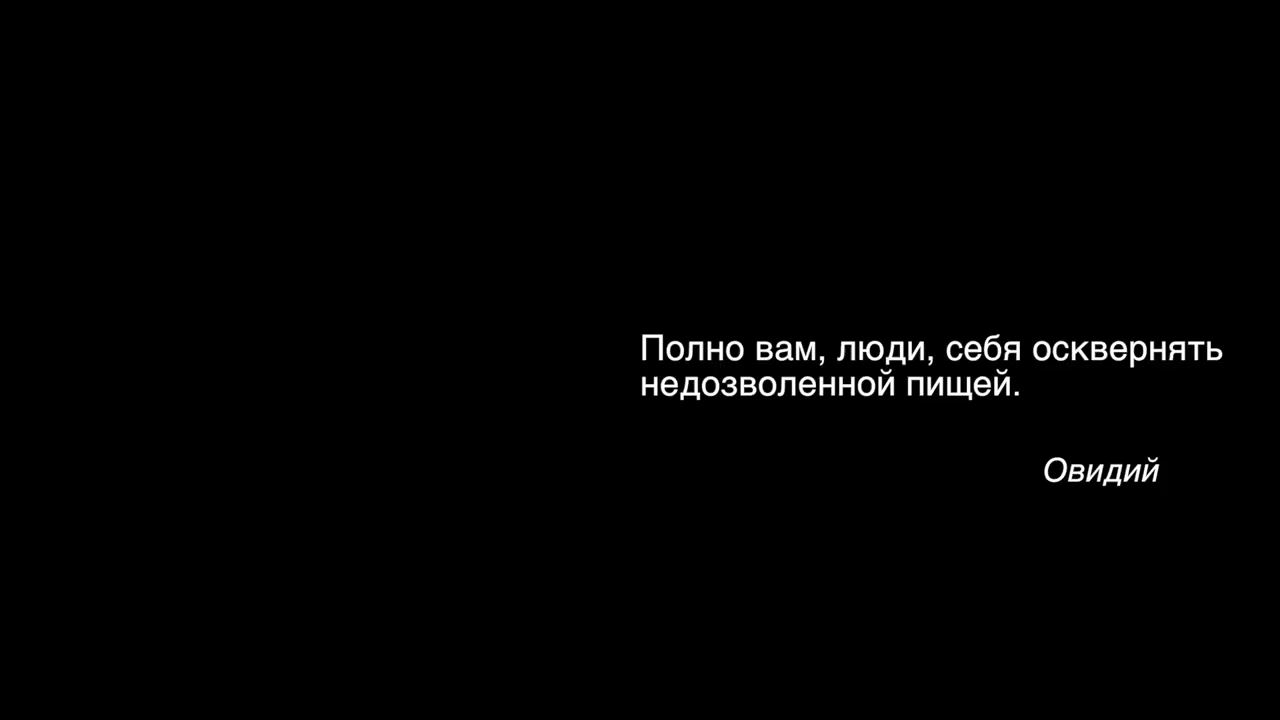 Полно вам, люди, себя осквернять
недозволенной пищей.
Овидий